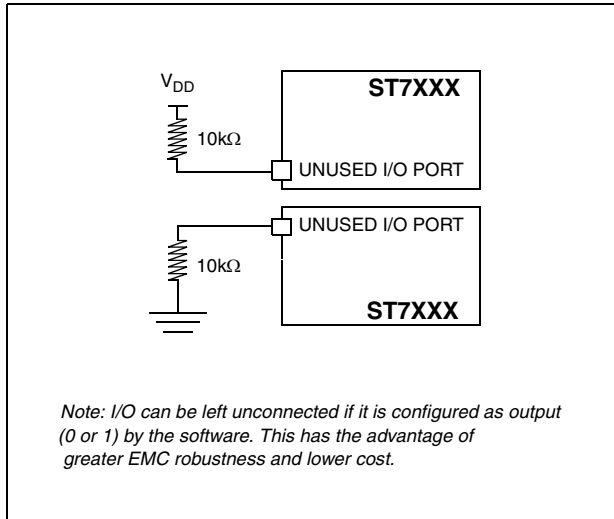 V_DD
ST7XXX
10kΩ
UNUSED I/O PORT
UNUSED I/O PORT
10kΩ
ST7XXX
Note: I/O can be left unconnected if it is configured as output
(0 or 1) by the software. This has the advantage of
greater EMC robustness and lower cost.